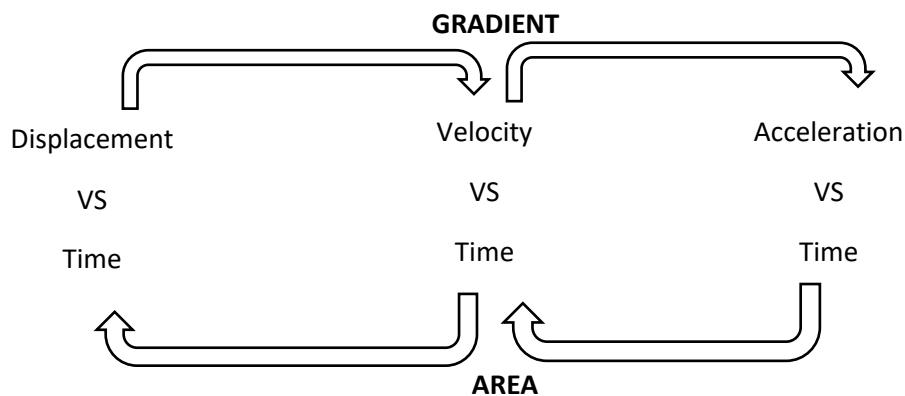 GRADIENT
Displacement
VS
Time
Velocity
VS
Time
Acceleration
VS
Time
AREA